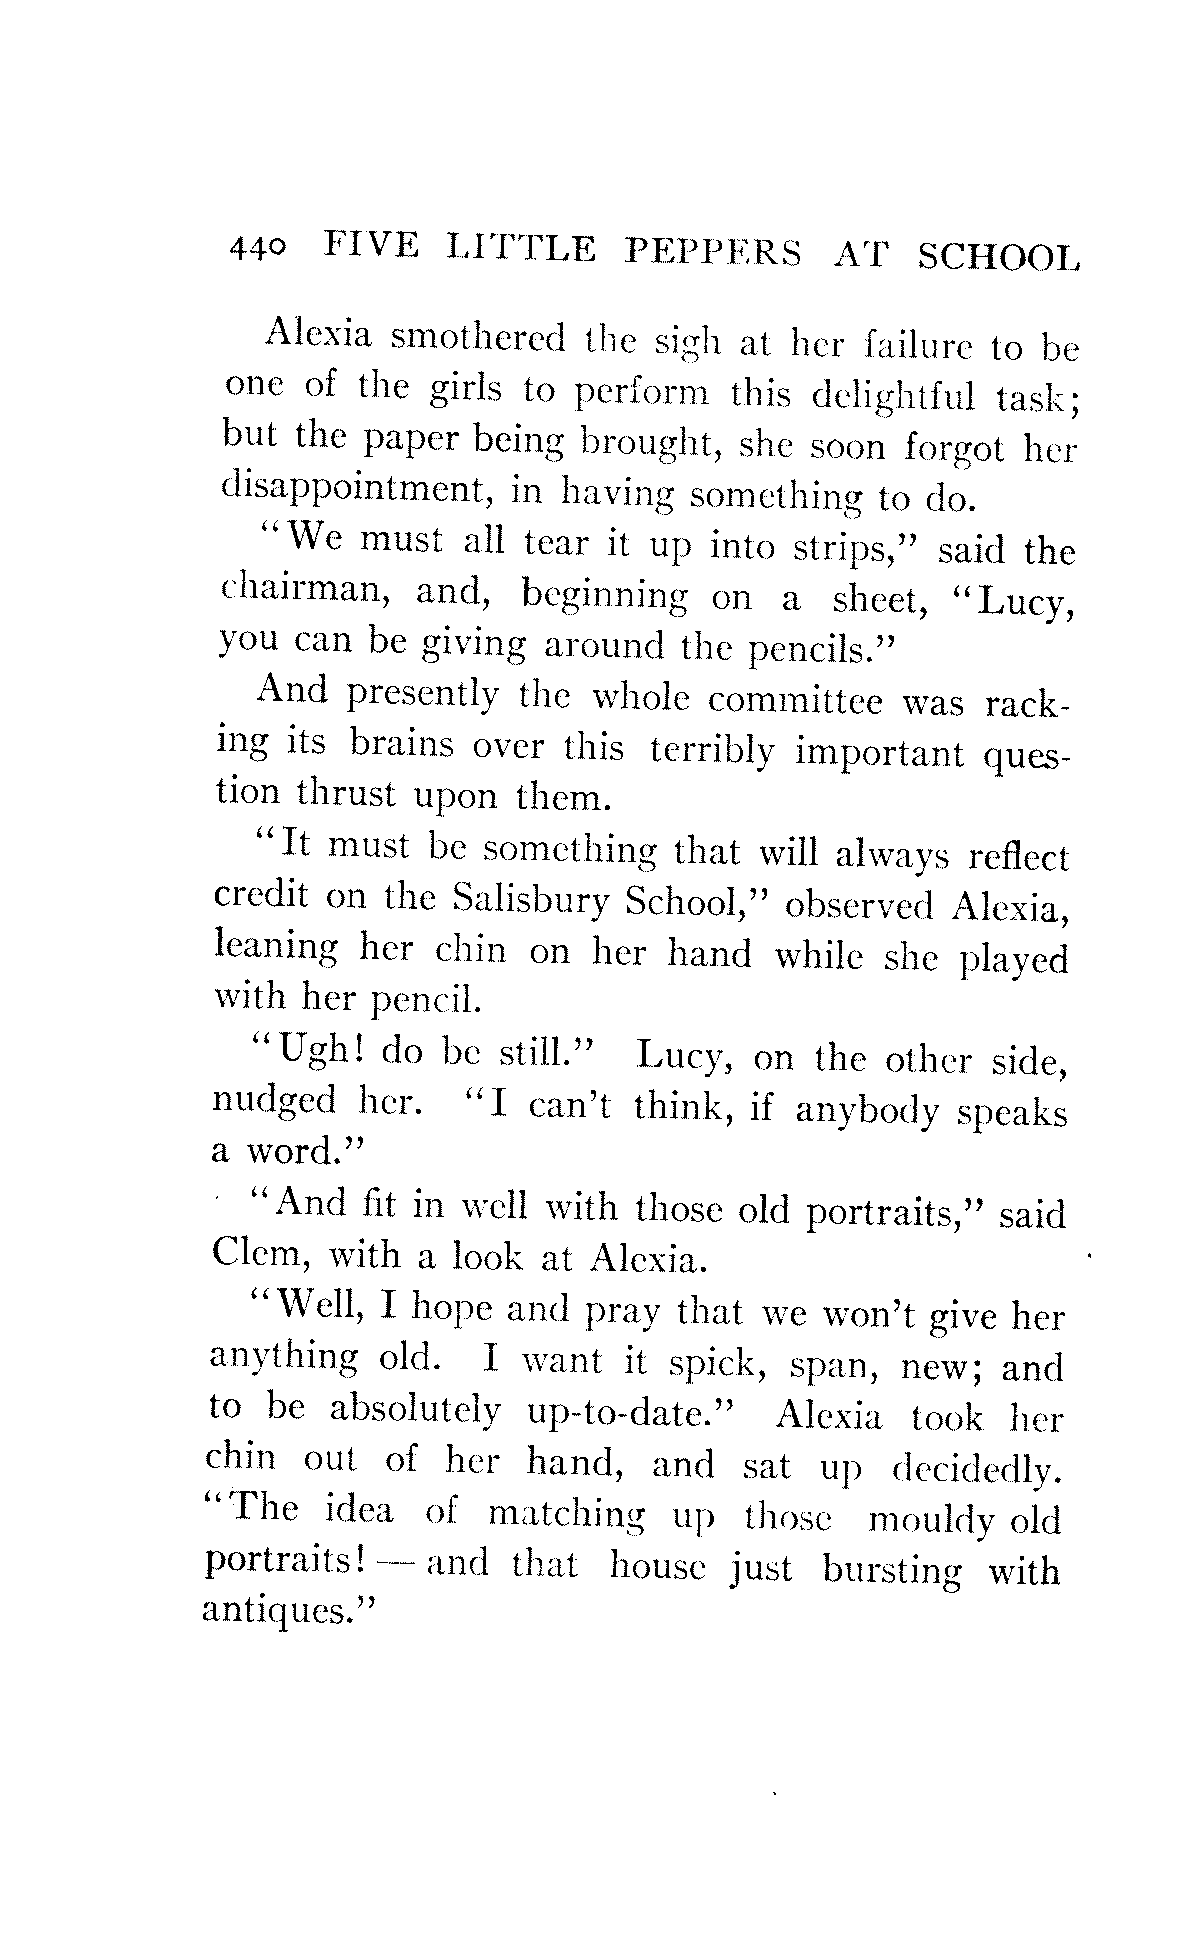 440 FIVE LITTLE PEPPERS AT SCHOOL
Alexia smothered the sigh at her failure to be
one of the girls to perform this delightful task;
but the paper being brought, she soon forgot her
disappointment, in having something to do.
"We must all tear it up into strips," said the
chairman, and, beginning on a sheet, "Lucy,
you can be giving around the pencils."
And presently the whole committee was rack-
ing its brains over this terribly important ques-
tion thrust upon them.
"It must be something that will always reflect
credit on the Salisbury School," observed Alexia,
leaning her chin on her hand while she played
with her pencil.
"Ugh! do be still." Lucy, on the other side,
nudged her. "I can't think, if anybody speaks
a word."
"And fit in well with those old portraits," said
Clem, with a look at Alexia.
"Well, I hope and pray that we won't give her
anything old. I want it spick, span, new; and
to be absolutely up-to-date." Alexia took her
chin out of her hand, and sat up decidedly.
"The idea of matching up those mouldy old
portraits! — and that house just bursting with
antiques."